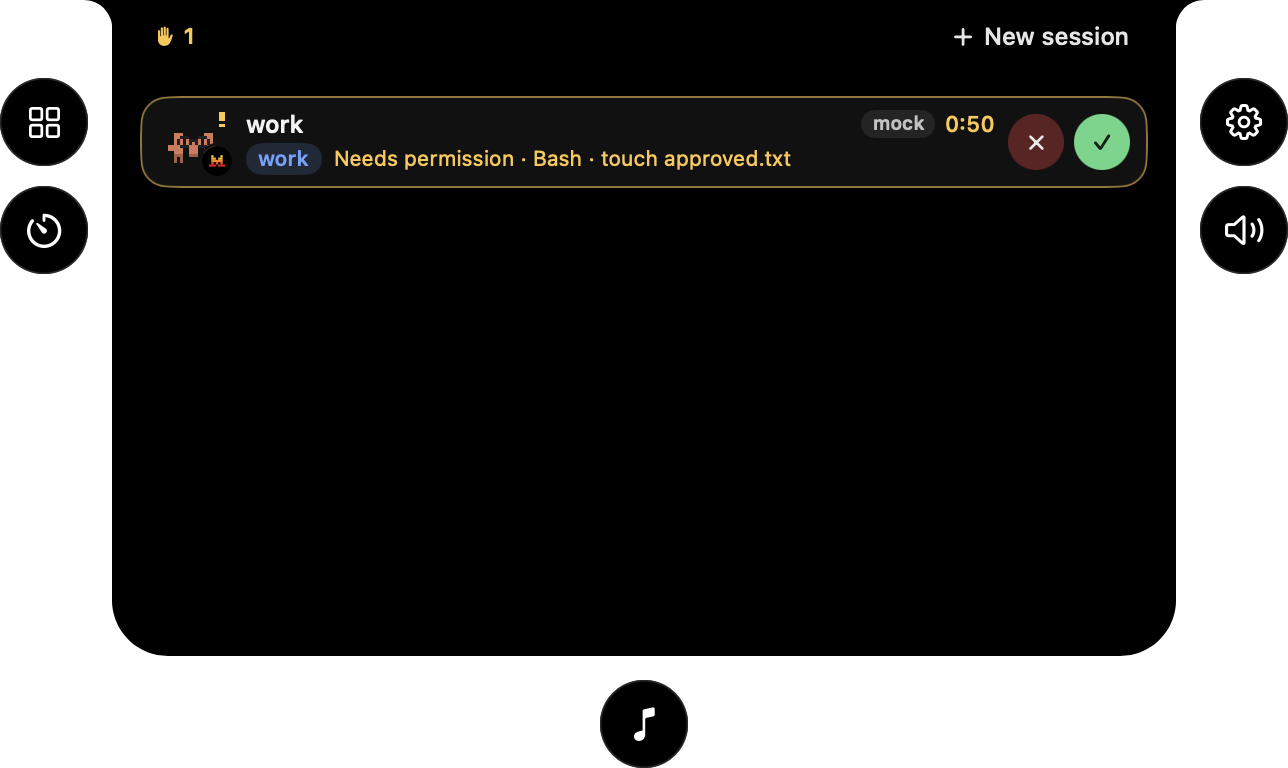 1
+ New session
work
mock 0:50
work Needs permission · Bash · touch approved.txt